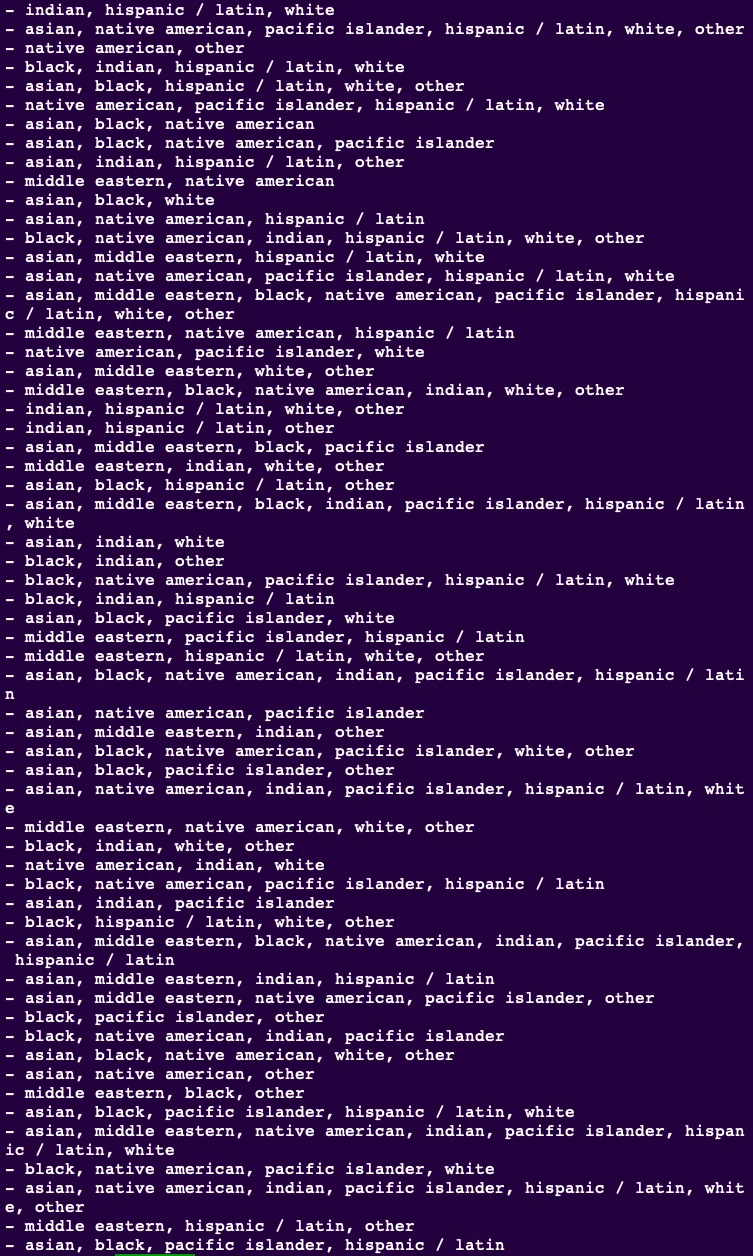 - indian, hispanic / latin, white
- asian, native american, pacific islander, hispanic / latin, white, other
- native american, other
- black, indian, hispanic / latin, white
- asian, black, hispanic / latin, white, other
- native american, pacific islander, hispanic / latin, white
- asian, black, native american
- asian, black, native american, pacific islander
- asian, indian, hispanic / latin, other
- middle eastern, native american
- asian, black, white
- asian, native american, hispanic / latin
- black, native american, indian, hispanic / latin, white, other
- asian, middle eastern, hispanic / latin, white
- asian, native american, pacific islander, hispanic / latin, white
- asian, middle eastern, black, native american, pacific islander, hispani
c / latin, white, other
- middle eastern, native american, hispanic / latin
- native american, pacific islander, white
- asian, middle eastern, white, other
- middle eastern, black, native american, indian, white, other
- indian, hispanic / latin, white, other
- indian, hispanic / latin, other
- asian, middle eastern, black, pacific islander
- middle eastern, indian, white, other
- asian, black, hispanic / latin, other
- asian, middle eastern, black, indian, pacific islander, hispanic / latin
, white
- asian, indian, white
- black, indian, other
- black, native american, pacific islander, hispanic / latin, white
- black, indian, hispanic / latin
- asian, black, pacific islander, white
- middle eastern, pacific islander, hispanic / latin
- middle eastern, hispanic / latin, white, other
- asian, black, native american, indian, pacific islander, hispanic / lati
n
- asian, native american, pacific islander
- asian, middle eastern, indian, other
- asian, black, native american, pacific islander, white, other
- asian, black, pacific islander, other
- asian, native american, indian, pacific islander, hispanic / latin, whit
e
- middle eastern, native american, white, other
- black, indian, white, other
- native american, indian, white
- black, native american, pacific islander, hispanic / latin
- asian, indian, pacific islander
- black, hispanic / latin, white, other
- asian, middle eastern, black, native american, indian, pacific islander,
 hispanic / latin
- asian, middle eastern, indian, hispanic / latin
- asian, middle eastern, native american, pacific islander, other
- black, pacific islander, other
- black, native american, indian, pacific islander
- asian, black, native american, white, other
- asian, native american, other
- middle eastern, black, other
- asian, black, pacific islander, hispanic / latin, white
- asian, middle eastern, native american, indian, pacific islander, hispan
ic / latin, white
- black, native american, pacific islander, white
- asian, native american, indian, pacific islander, hispanic / latin, whit
e, other
- middle eastern, hispanic / latin, other
- asian, black, pacific islander, hispanic / latin